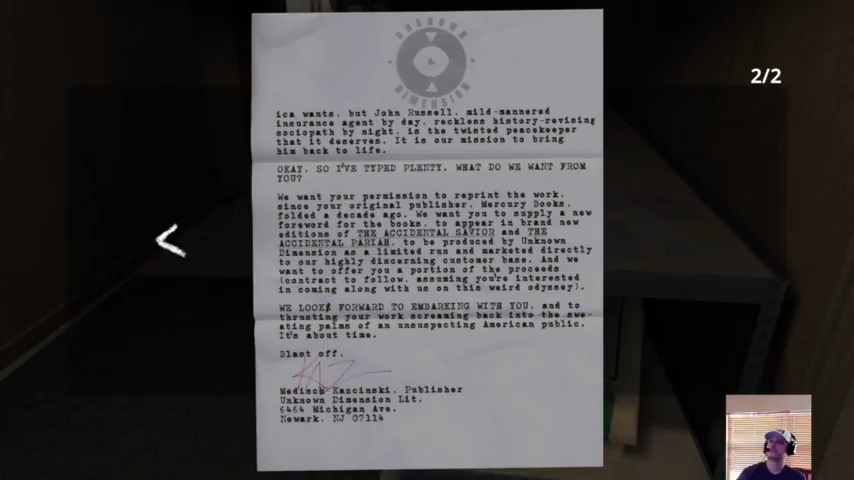 2/2
UNKNOWN
DIMENSION
ica wants, but John Russell, mild-mannered
insurance agent by day, reckless history-revising
sociopath by night, is the twisted peacekeeper
that it deserves. It is our mission to bring
him back to life.
OKAY, SO I'VE TYPED PLENTY. WHAT DO WE WANT FROM
YOU?
We want your permission to reprint the work,
since your original publisher, Mercury Books,
folded a decade ago. We want you to supply a new
foreword for the books, to appear in brand new
editions of THE ACCIDENTAL SAVIOR and THE
ACCIDENTAL PARIAH, to be produced by Unknown
Dimension as a limited run and marketed directly
to our highly discerning customer base. And we
want to offer you a portion of the proceeds
(contract to follow, assuming you're interested
in coming along with us on this weird odyssey).
WE LOOK FORWARD TO EMBARKING WITH YOU, and to
thrusting your work screaming back into the swe-
ating palms of an unsuspecting American public.
It's about time.
Blast off,
KAZ
Medisch Kaszinski, Publisher
Unknown Dimension Lit.
6464 Michigan Ave.
Newark, NJ 07114